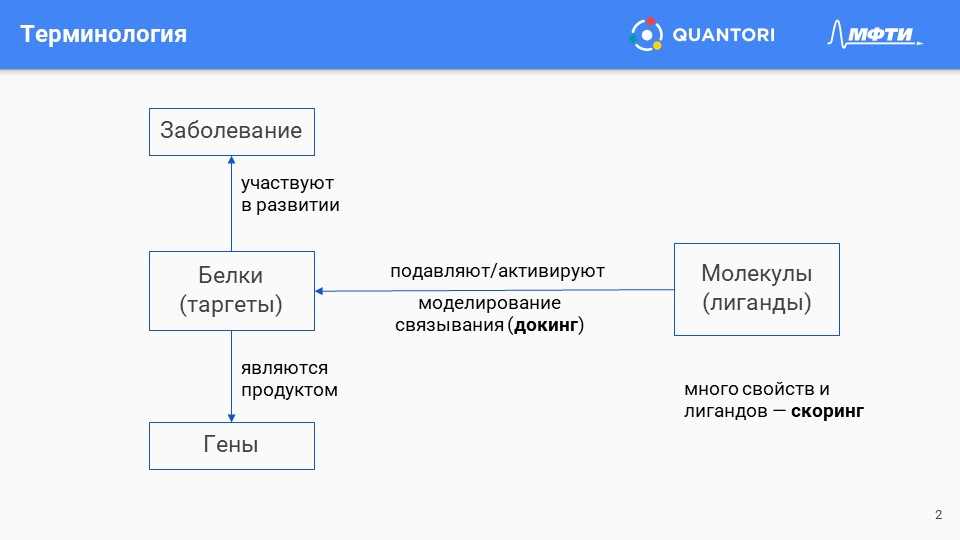 Терминология
QUANTORI
МФТИ
Заболевание
участвуют
в развитии
Белки
(таргеты)
подавляют/активируют
моделирование
связывания (докинг)
Молекулы
(лиганды)
являются
продуктом
много свойств и
лигандов — скоринг
Гены
2